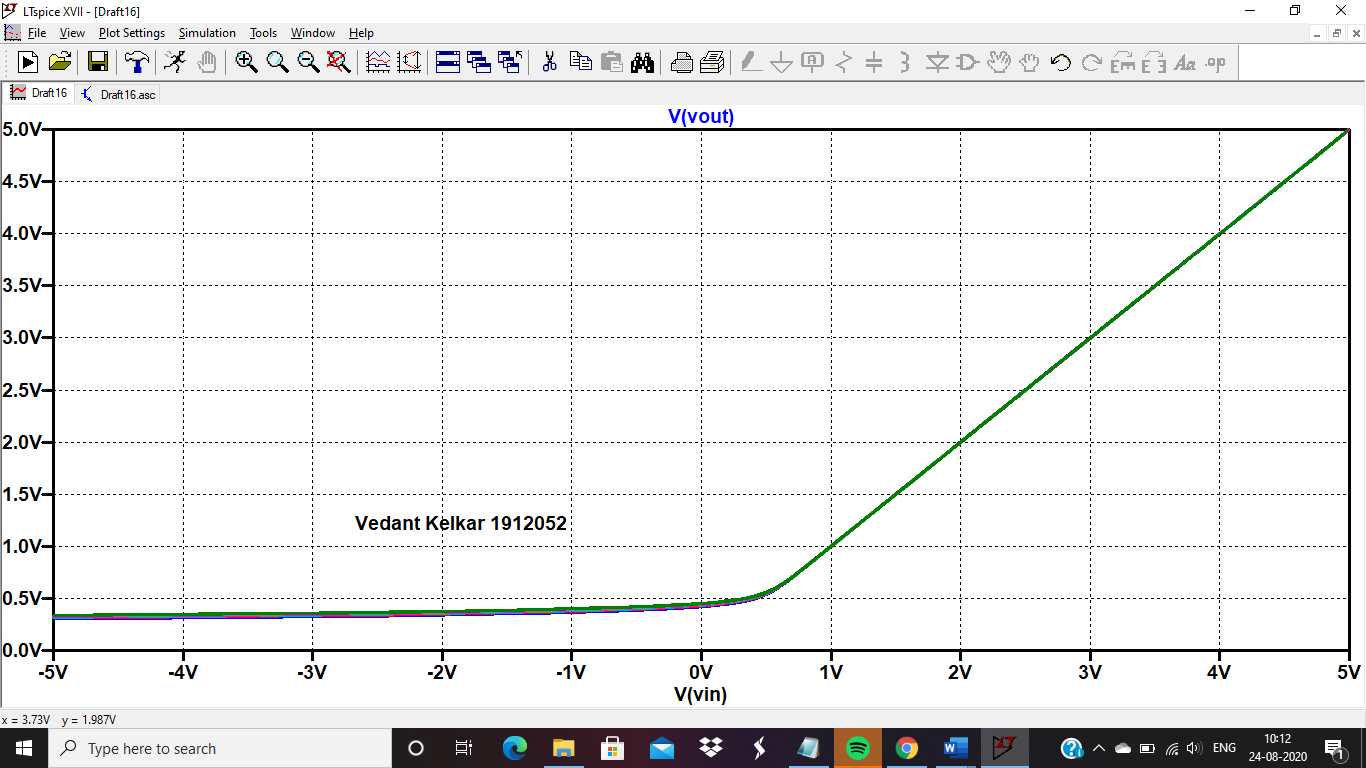 LTspice XVII - [Draft16]
File View Plot Settings Simulation Tools Window Help
Aa .op
Draft16 Draft16.asc
V(vout)
5.0V
4.5V
4.0V
3.5V
3.0V
2.5V
2.0V
1.5V
Vedant Kelkar 1912052
1.0V
0.5V
0.0V
-5V -4V -3V -2V -1V 0V 1V 2V 3V 4V 5V
V(vin)
x = 3.73V y = 1.987V
Type here to search
ENG
10:12
24-08-2020
1